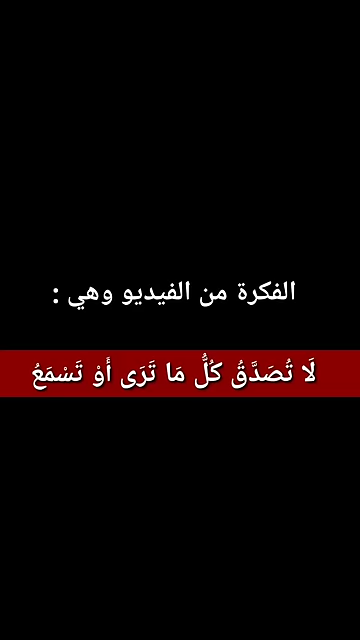 الفكرة من الفيديو وهي :
لَا تُصَدَّقُ كُلُّ مَا تَرَى أَوْ تَسْمَعُ